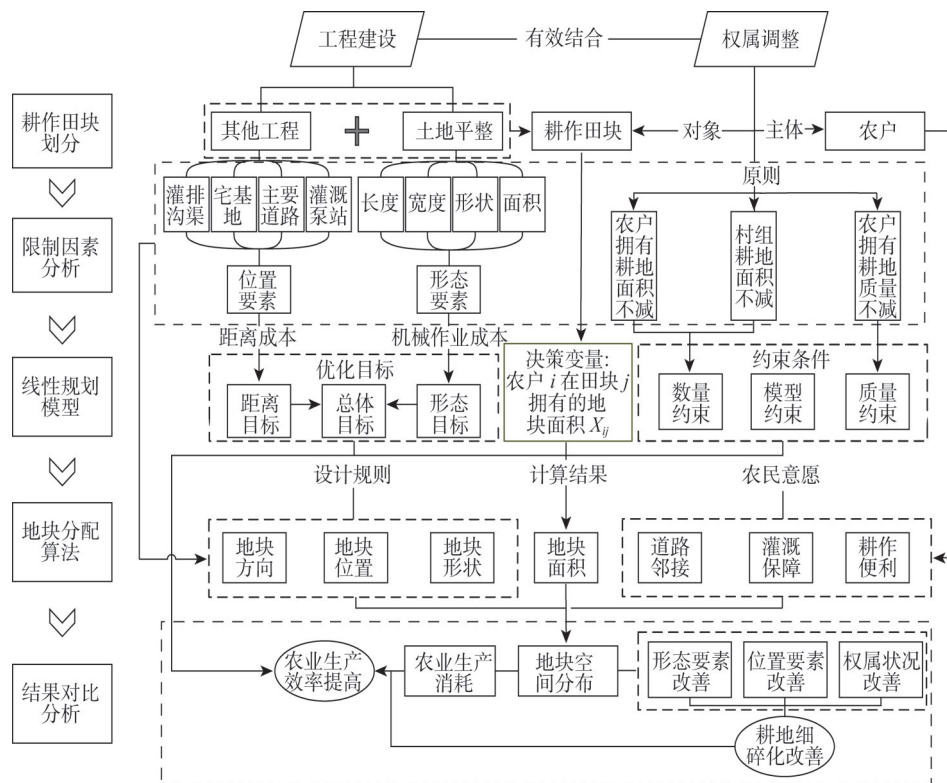 工程建设
有效结合
权属调整
耕作田块
划分
其他工程
土地平整
耕作田块
对象
主体
农户
原则
灌排
沟渠
宅基
地
主要
道路
灌溉
泵站
长度
宽度
形状
面积
农户
拥有
耕地
面积
不减
村组
耕地
面积
不减
农户
拥有
耕地
质量
不减
限制因素
分析
位置
要素
形态
要素
距离成本
机械作业成本
线性规划
模型
优化目标
距离
目标
总体
目标
形态
目标
决策变量:
农户 i 在田块 j
拥有的地
块面积 Xij
约束条件
数量
约束
模型
约束
质量
约束
设计规则
计算结果
农民意愿
地块分配
算法
地块
方向
地块
位置
地块
形状
地块
面积
道路
邻接
灌溉
保障
耕作
便利
结果对比
分析
农业生产
效率提高
农业生产
消耗
地块空
间分布
形态要素
改善
位置要素
改善
权属状况
改善
耕地细
碎化改善